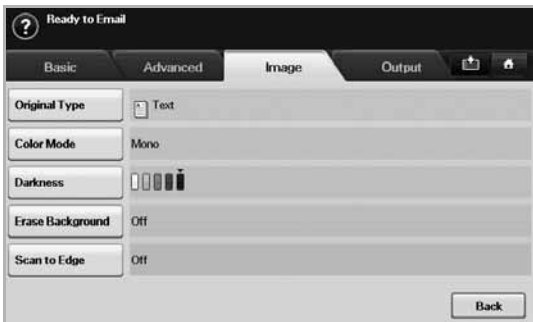 Ready to Email
Basic Advanced Image Output
Original Type Text
Color Mode Mono
Darkness
Erase Background Off
Scan to Edge Off
Back